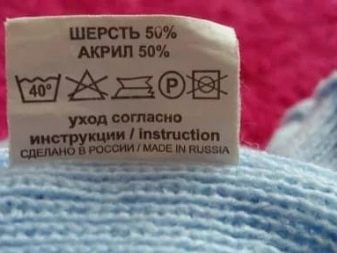 ШЕРСТЬ 50%
АКРИЛ 50%
40° P
уход согласно
инструкции / instruction
СДЕЛАНО В РОССИИ / MADE IN RUSSIA